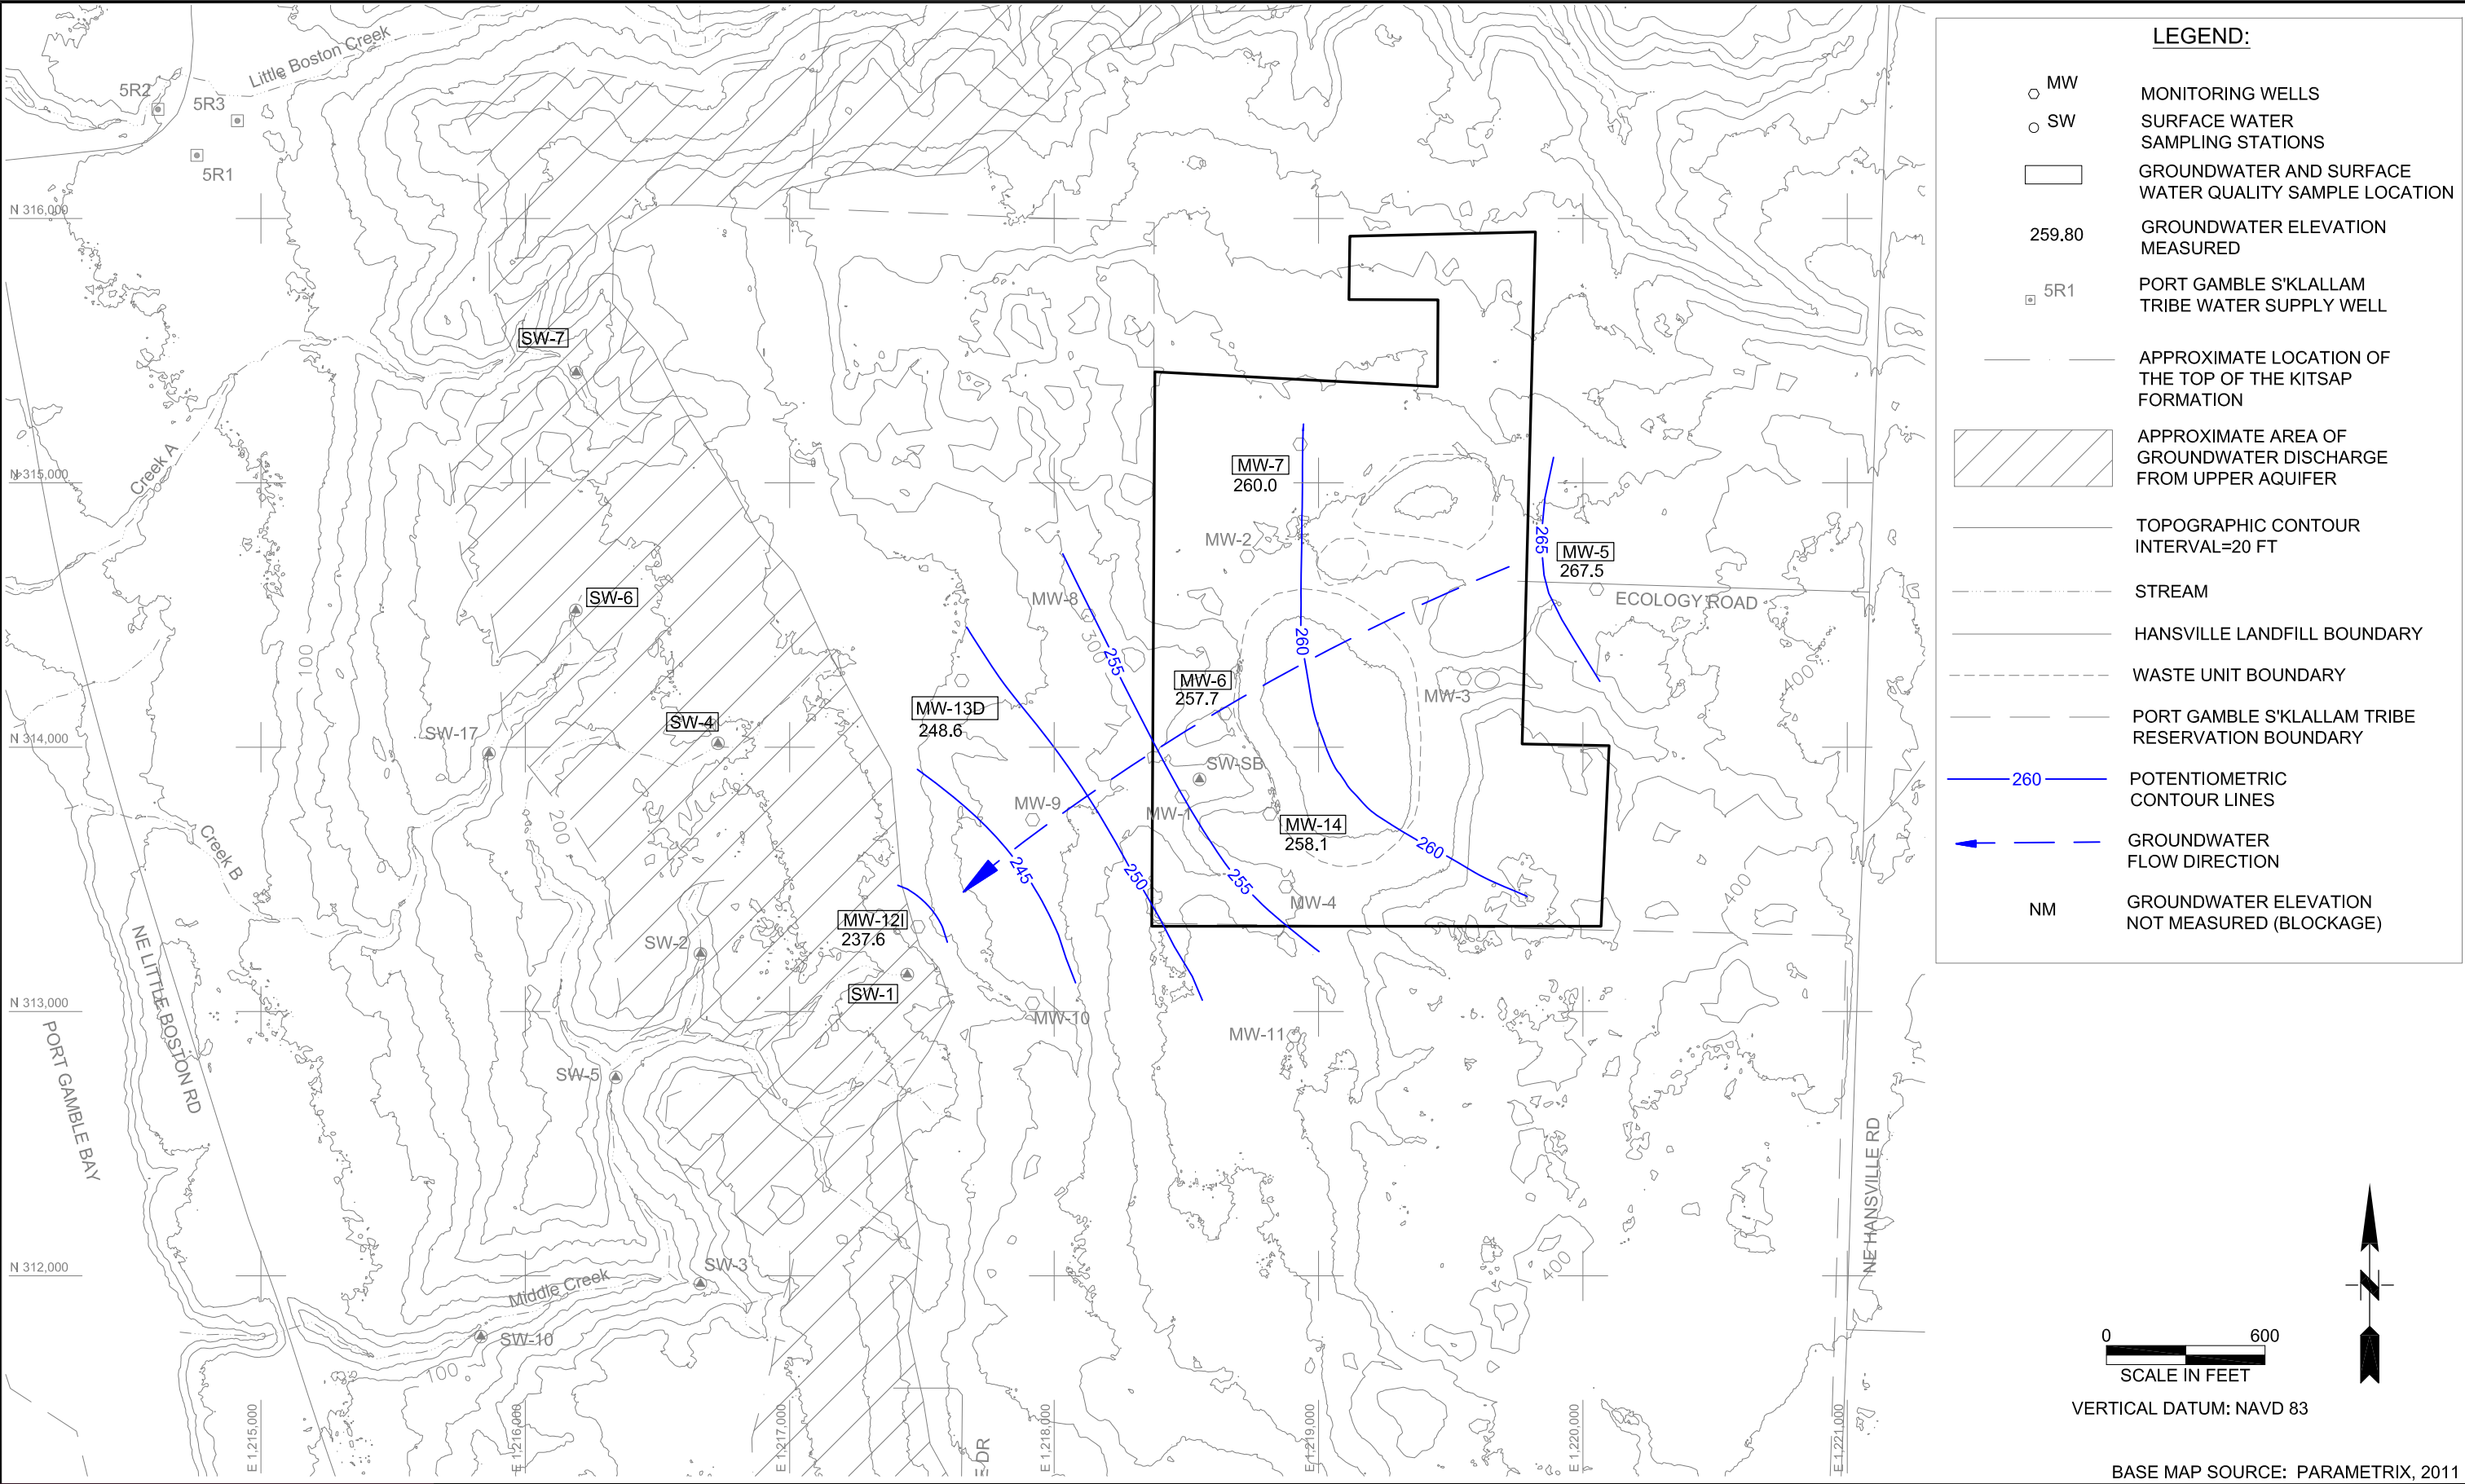 Little Boston Creek
5R2
5R3
5R1
N 316,000
SW-7
N 315,000
Creek A
MW-7
260.0
MW-2
265
MW-5
267.5
ECOLOGY ROAD
SW-6
MW-8
300
255
260
100
MW-6
257.7
MW-3
400
MW-13D
248.6
SW-4
SW-17
N 314,000
SW-SB
MW-9
MW-1
MW-14
258.1
260
200
Creek B
245
250
255
MW-4
400
MW-12I
237.6
SW-2
SW-1
NE LITTLE BOSTON RD
N 313,000
MW-10
MW-11
PORT GAMBLE BAY
SW-5
NE HANSVILLE RD
N 312,000
SW-3
400
Middle Creek
SW-10
100
E 1,215,000
E 1,216,000
E 1,217,000
E DR
E 1,218,000
E 1,219,000
E 1,220,000
E 1,221,000
LEGEND:
MW
MONITORING WELLS
SW
SURFACE WATER
SAMPLING STATIONS
GROUNDWATER AND SURFACE
WATER QUALITY SAMPLE LOCATION
259.80
GROUNDWATER ELEVATION
MEASURED
5R1
PORT GAMBLE S'KLALLAM
TRIBE WATER SUPPLY WELL
APPROXIMATE LOCATION OF
THE TOP OF THE KITSAP
FORMATION
APPROXIMATE AREA OF
GROUNDWATER DISCHARGE
FROM UPPER AQUIFER
TOPOGRAPHIC CONTOUR
INTERVAL=20 FT
STREAM
HANSVILLE LANDFILL BOUNDARY
WASTE UNIT BOUNDARY
PORT GAMBLE S'KLALLAM TRIBE
RESERVATION BOUNDARY
260
POTENTIOMETRIC
CONTOUR LINES
GROUNDWATER
FLOW DIRECTION
NM
GROUNDWATER ELEVATION
NOT MEASURED (BLOCKAGE)
N
0 600
SCALE IN FEET
VERTICAL DATUM: NAVD 83
BASE MAP SOURCE: PARAMETRIX, 2011